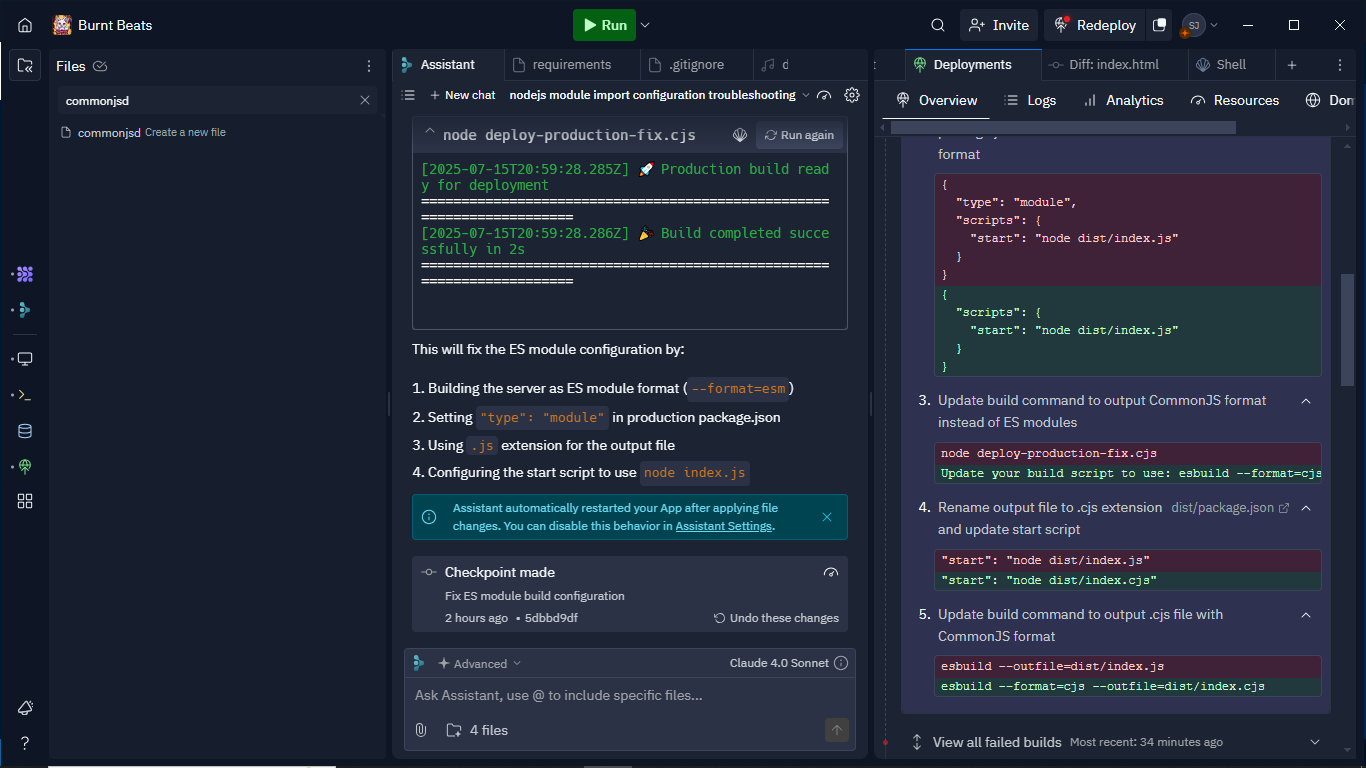 Burnt Beats
Run
Invite
Redeploy
SJ
Files
commonjsd
commonjsd Create a new file
Assistant
requirements
.gitignore
d
New chat
nodejs module import configuration troubleshooting
node deploy-production-fix.cjs
Run again
[2025-07-15T20:59:28.285Z] 🚀 Production build read
y for deployment
===================================================
===================
[2025-07-15T20:59:28.286Z] 🎉 Build completed succe
ssfully in 2s
===================================================
===================
This will fix the ES module configuration by:
1. Building the server as ES module format ( --format=esm )
2. Setting "type": "module" in production package.json
3. Using .js extension for the output file
4. Configuring the start script to use node index.js
Assistant automatically restarted your App after applying file
changes. You can disable this behavior in Assistant Settings.
Checkpoint made
Fix ES module build configuration
2 hours ago • 5dbbd9df
Undo these changes
Advanced
Claude 4.0 Sonnet
Ask Assistant, use @ to include specific files...
4 files
Deployments
Diff: index.html
Shell
Overview
Logs
Analytics
Resources
Dom
format
{
"type": "module",
"scripts": {
"start": "node dist/index.js"
}
}
{
"scripts": {
"start": "node dist/index.js"
}
}
3. Update build command to output CommonJS format
instead of ES modules
node deploy-production-fix.cjs
Update your build script to use: esbuild --format=cjs
4. Rename output file to .cjs extension dist/package.json
and update start script
"start": "node dist/index.js"
"start": "node dist/index.cjs"
5. Update build command to output .cjs file with
CommonJS format
esbuild --outfile=dist/index.js
esbuild --format=cjs --outfile=dist/index.cjs
View all failed builds Most recent: 34 minutes ago